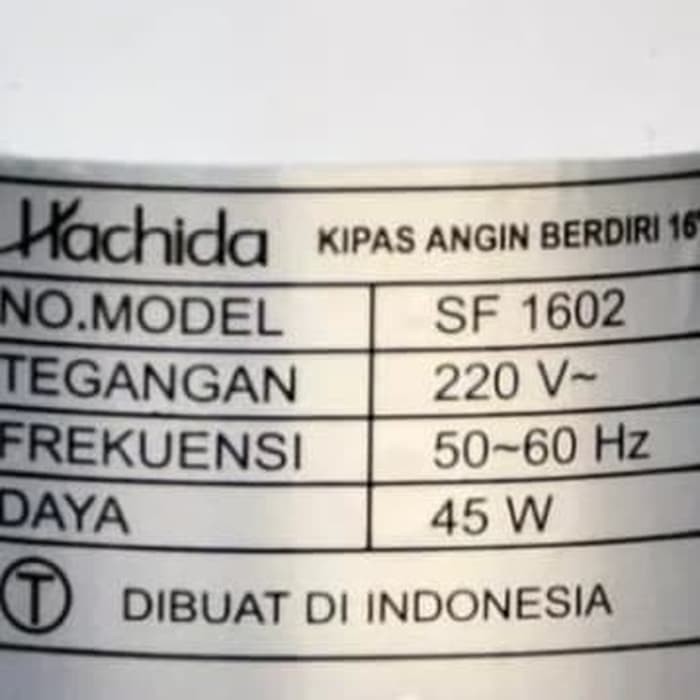 Hachida KIPAS ANGIN BERDIRI 16"
NO.MODEL SF 1602
TEGANGAN 220 V~
FREKUENSI 50~60 Hz
DAYA 45 W
T DIBUAT DI INDONESIA